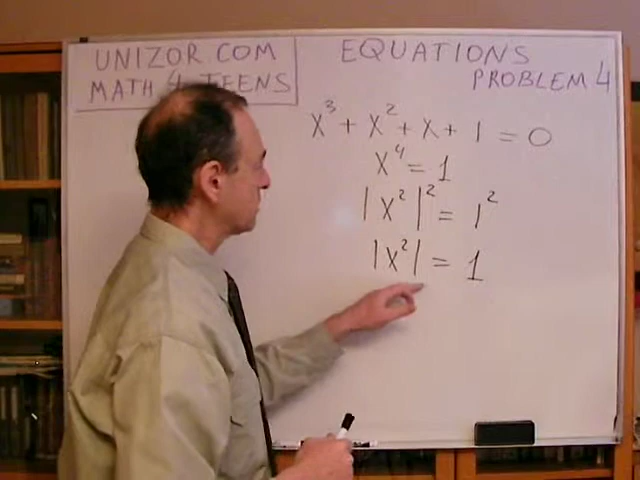 UNIZOR.COM
MATH 4 TEENS
EQUATIONS
PROBLEM 4
x³ + x² + x + 1 = 0
x⁴ = 1
|x²|² = 1²
|x²| = 1